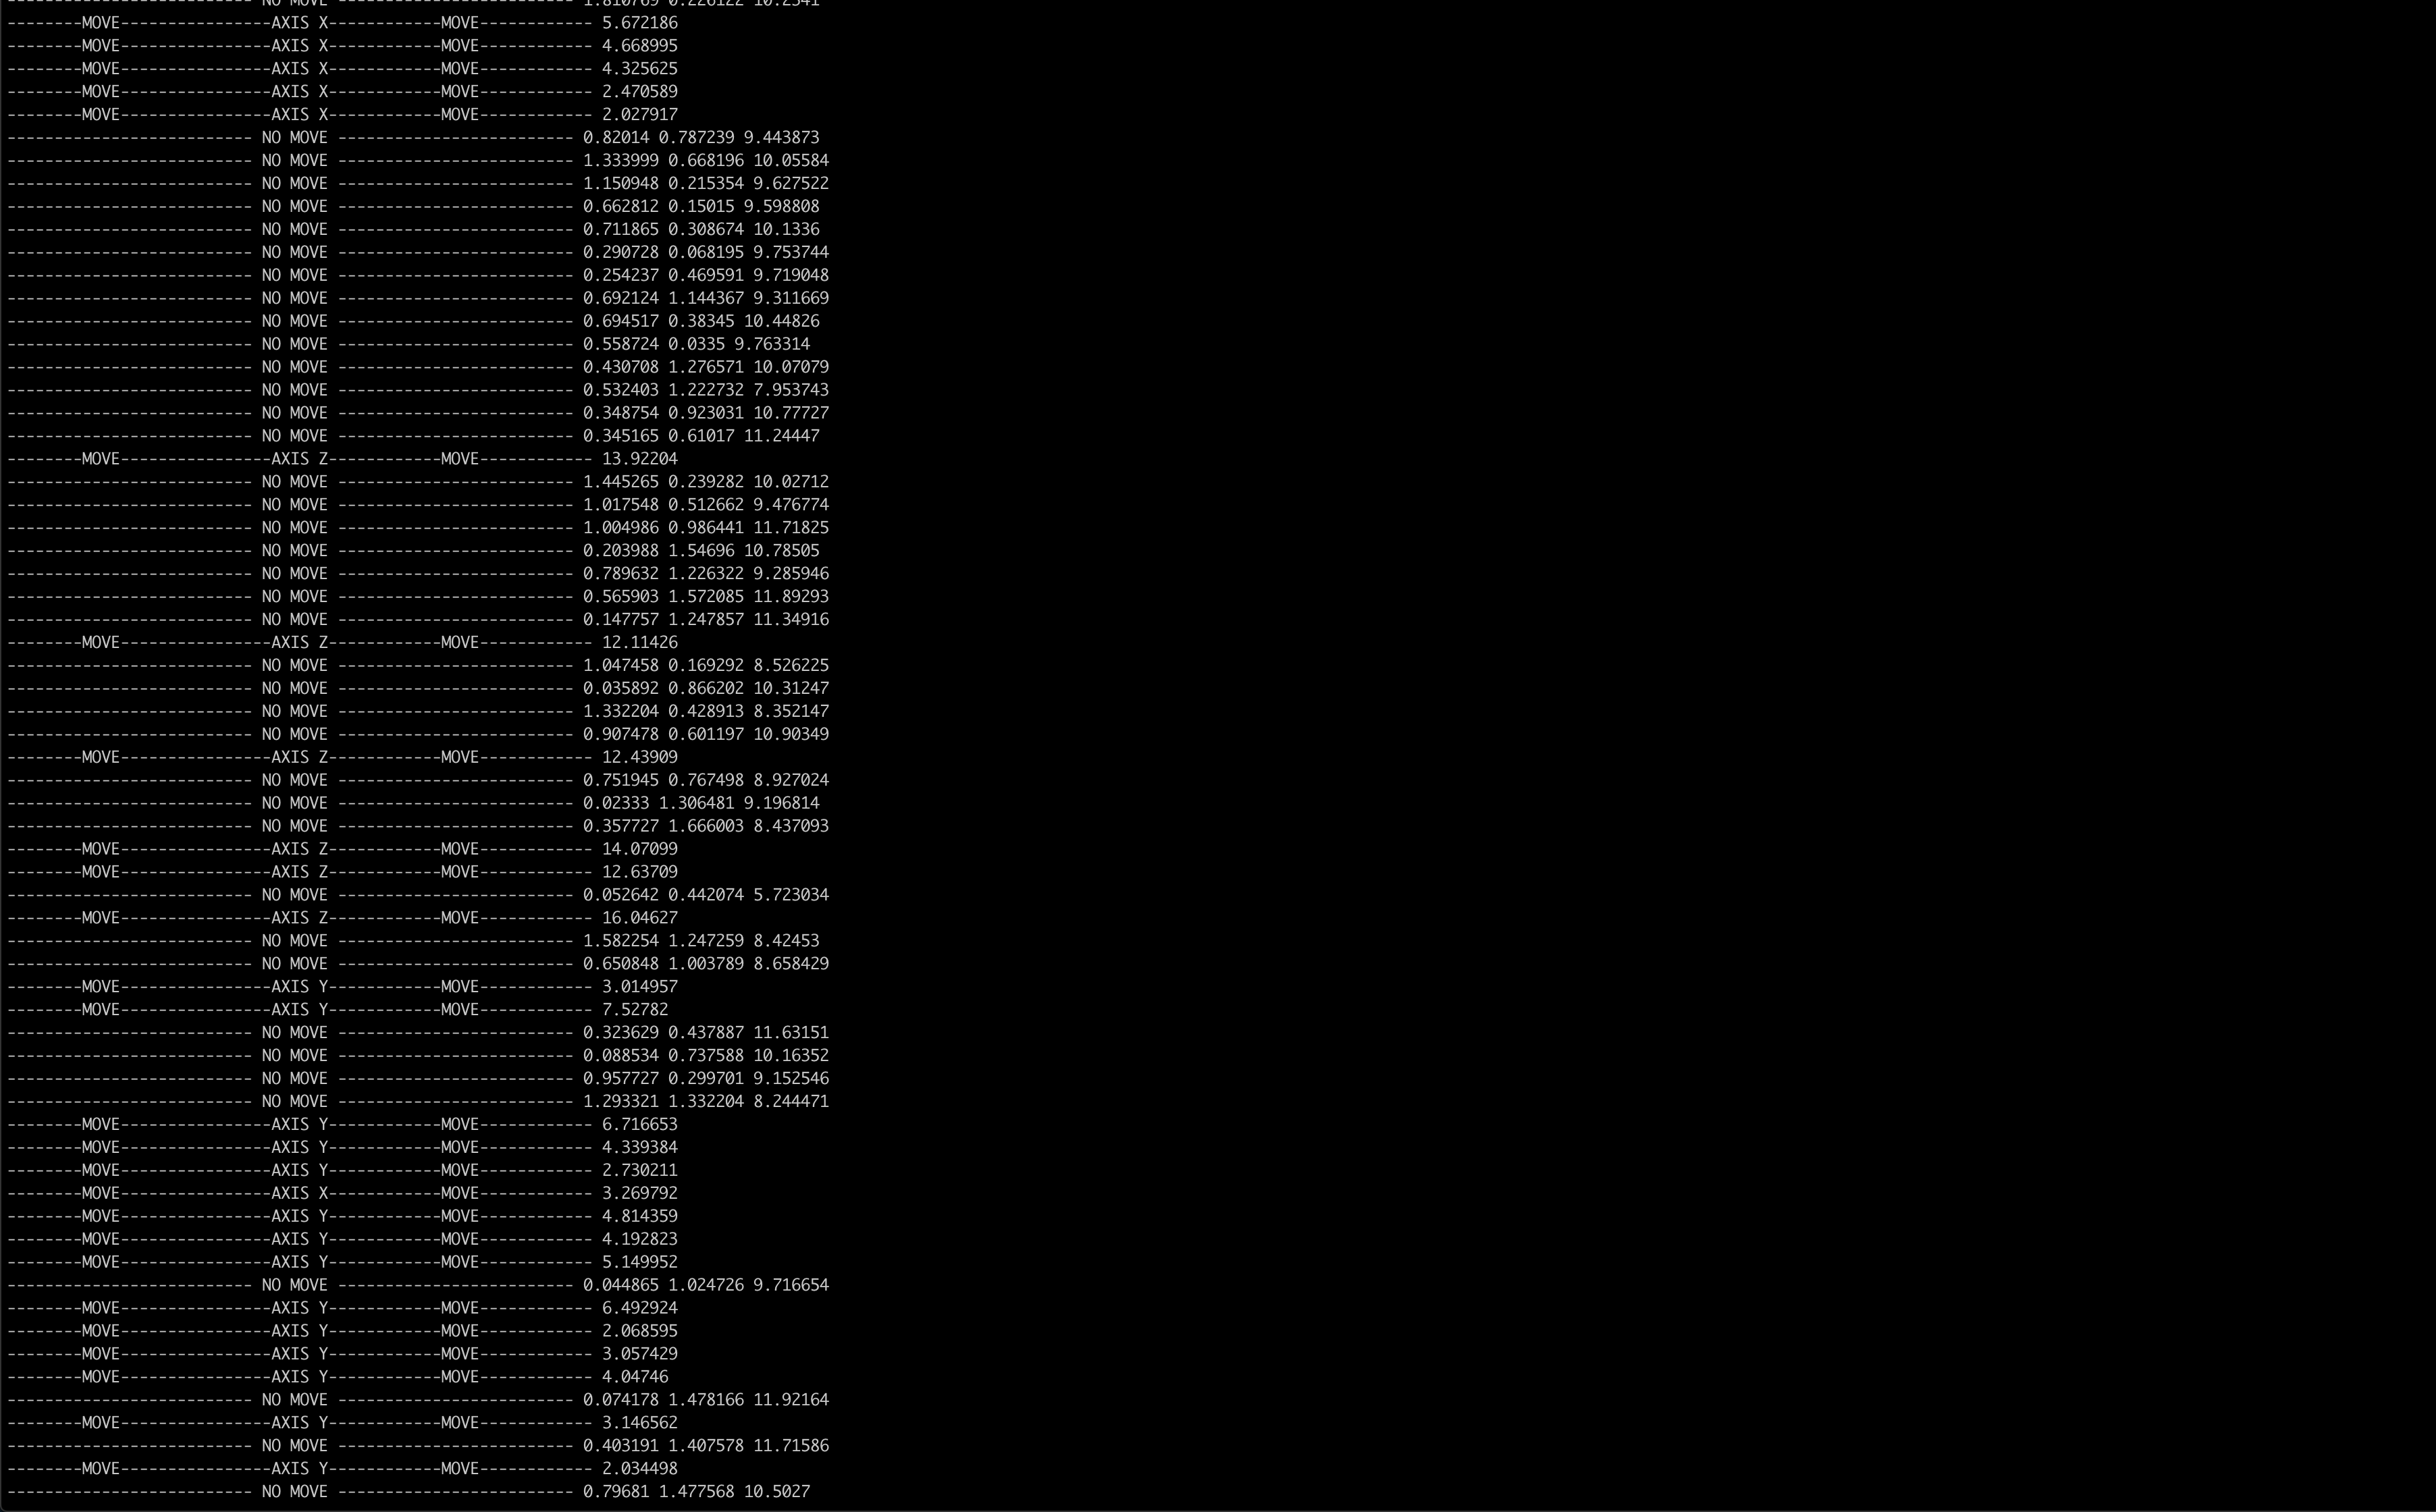 -------------------------- NO MOVE -------------------------
--------MOVE----------------AXIS X------------MOVE------------ 5.672186
--------MOVE----------------AXIS X------------MOVE------------ 4.668995
--------MOVE----------------AXIS X------------MOVE------------ 4.325625
--------MOVE----------------AXIS X------------MOVE------------ 2.470589
--------MOVE----------------AXIS X------------MOVE------------ 2.027917
-------------------------- NO MOVE ------------------------- 0.82014 0.787239 9.443873
-------------------------- NO MOVE ------------------------- 1.333999 0.668196 10.05584
-------------------------- NO MOVE ------------------------- 1.150948 0.215354 9.627522
-------------------------- NO MOVE ------------------------- 0.662812 0.15015 9.598808
-------------------------- NO MOVE ------------------------- 0.711865 0.308674 10.1336
-------------------------- NO MOVE ------------------------- 0.290728 0.068195 9.753744
-------------------------- NO MOVE ------------------------- 0.254237 0.469591 9.719048
-------------------------- NO MOVE ------------------------- 0.692124 1.144367 9.311669
-------------------------- NO MOVE ------------------------- 0.694517 0.38345 10.44826
-------------------------- NO MOVE ------------------------- 0.558724 0.0335 9.763314
-------------------------- NO MOVE ------------------------- 0.430708 1.276571 10.07079
-------------------------- NO MOVE ------------------------- 0.532403 1.222732 7.953743
-------------------------- NO MOVE ------------------------- 0.348754 0.923031 10.77727
-------------------------- NO MOVE ------------------------- 0.345165 0.61017 11.24447
--------MOVE----------------AXIS Z------------MOVE------------ 13.92204
-------------------------- NO MOVE ------------------------- 1.445265 0.239282 10.02712
-------------------------- NO MOVE ------------------------- 1.017548 0.512662 9.476774
-------------------------- NO MOVE ------------------------- 1.004986 0.986441 11.71825
-------------------------- NO MOVE ------------------------- 0.203988 1.54696 10.78505
-------------------------- NO MOVE ------------------------- 0.789632 1.226322 9.285946
-------------------------- NO MOVE ------------------------- 0.565903 1.572085 11.89293
-------------------------- NO MOVE ------------------------- 0.147757 1.247857 11.34916
--------MOVE----------------AXIS Z------------MOVE------------ 12.11426
-------------------------- NO MOVE ------------------------- 1.047458 0.169292 8.526225
-------------------------- NO MOVE ------------------------- 0.035892 0.866202 10.31247
-------------------------- NO MOVE ------------------------- 1.332204 0.428913 8.352147
-------------------------- NO MOVE ------------------------- 0.907478 0.601197 10.90349
--------MOVE----------------AXIS Z------------MOVE------------ 12.43909
-------------------------- NO MOVE ------------------------- 0.751945 0.767498 8.927024
-------------------------- NO MOVE ------------------------- 0.02333 1.306481 9.196814
-------------------------- NO MOVE ------------------------- 0.357727 1.666003 8.437093
--------MOVE----------------AXIS Z------------MOVE------------ 14.07099
--------MOVE----------------AXIS Z------------MOVE------------ 12.63709
-------------------------- NO MOVE ------------------------- 0.052642 0.442074 5.723034
--------MOVE----------------AXIS Z------------MOVE------------ 16.04627
-------------------------- NO MOVE ------------------------- 1.582254 1.247259 8.42453
-------------------------- NO MOVE ------------------------- 0.650848 1.003789 8.658429
--------MOVE----------------AXIS Y------------MOVE------------ 3.014957
--------MOVE----------------AXIS Y------------MOVE------------ 7.52782
-------------------------- NO MOVE ------------------------- 0.323629 0.437887 11.63151
-------------------------- NO MOVE ------------------------- 0.088534 0.737588 10.16352
-------------------------- NO MOVE ------------------------- 0.957727 0.299701 9.152546
-------------------------- NO MOVE ------------------------- 1.293321 1.332204 8.244471
--------MOVE----------------AXIS Y------------MOVE------------ 6.716653
--------MOVE----------------AXIS Y------------MOVE------------ 4.339384
--------MOVE----------------AXIS Y------------MOVE------------ 2.730211
--------MOVE----------------AXIS X------------MOVE------------ 3.269792
--------MOVE----------------AXIS Y------------MOVE------------ 4.814359
--------MOVE----------------AXIS Y------------MOVE------------ 4.192823
--------MOVE----------------AXIS Y------------MOVE------------ 5.149952
-------------------------- NO MOVE ------------------------- 0.044865 1.024726 9.716654
--------MOVE----------------AXIS Y------------MOVE------------ 6.492924
--------MOVE----------------AXIS Y------------MOVE------------ 2.068595
--------MOVE----------------AXIS Y------------MOVE------------ 3.057429
--------MOVE----------------AXIS Y------------MOVE------------ 4.04746
-------------------------- NO MOVE ------------------------- 0.074178 1.478166 11.92164
--------MOVE----------------AXIS Y------------MOVE------------ 3.146562
-------------------------- NO MOVE ------------------------- 0.403191 1.407578 11.71586
--------MOVE----------------AXIS Y------------MOVE------------ 2.034498
-------------------------- NO MOVE ------------------------- 0.79681 1.477568 10.5027